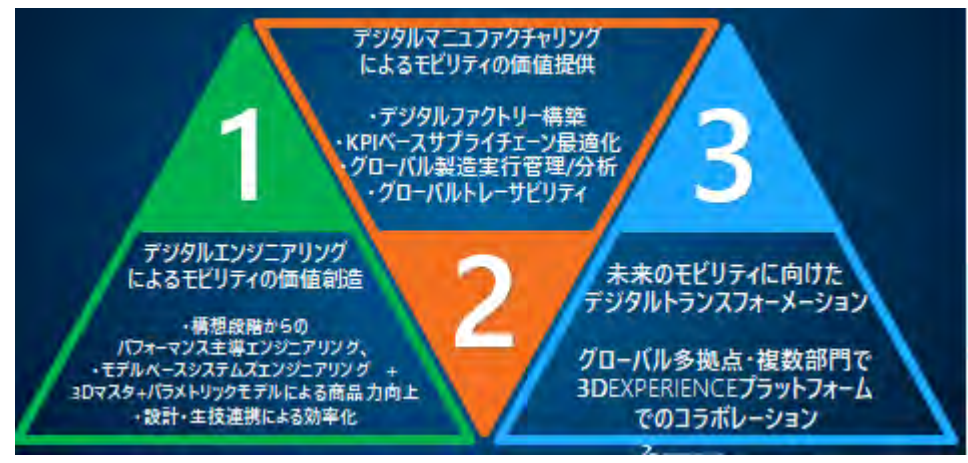 1
デジタルエンジニアリング
によるモビリティの価値創造
・構想段階からの
パフォーマンス主導エンジニアリング、
・モデルベースシステムズエンジニアリング +
3Dマスタ+パラメトリックモデルによる商品力向上
・設計・生技連携による効率化
デジタルマニュファクチャリング
によるモビリティの価値提供
・デジタルファクトリー構築
・KPIベースサプライチェーン最適化
・グローバル製造実行管理/分析
・グローバルトレーサビリティ
2
3
未来のモビリティに向けた
デジタルトランスフォーメーション
グローバル多拠点・複数部門で
3DEXPERIENCEプラットフォーム
でのコラボレーション